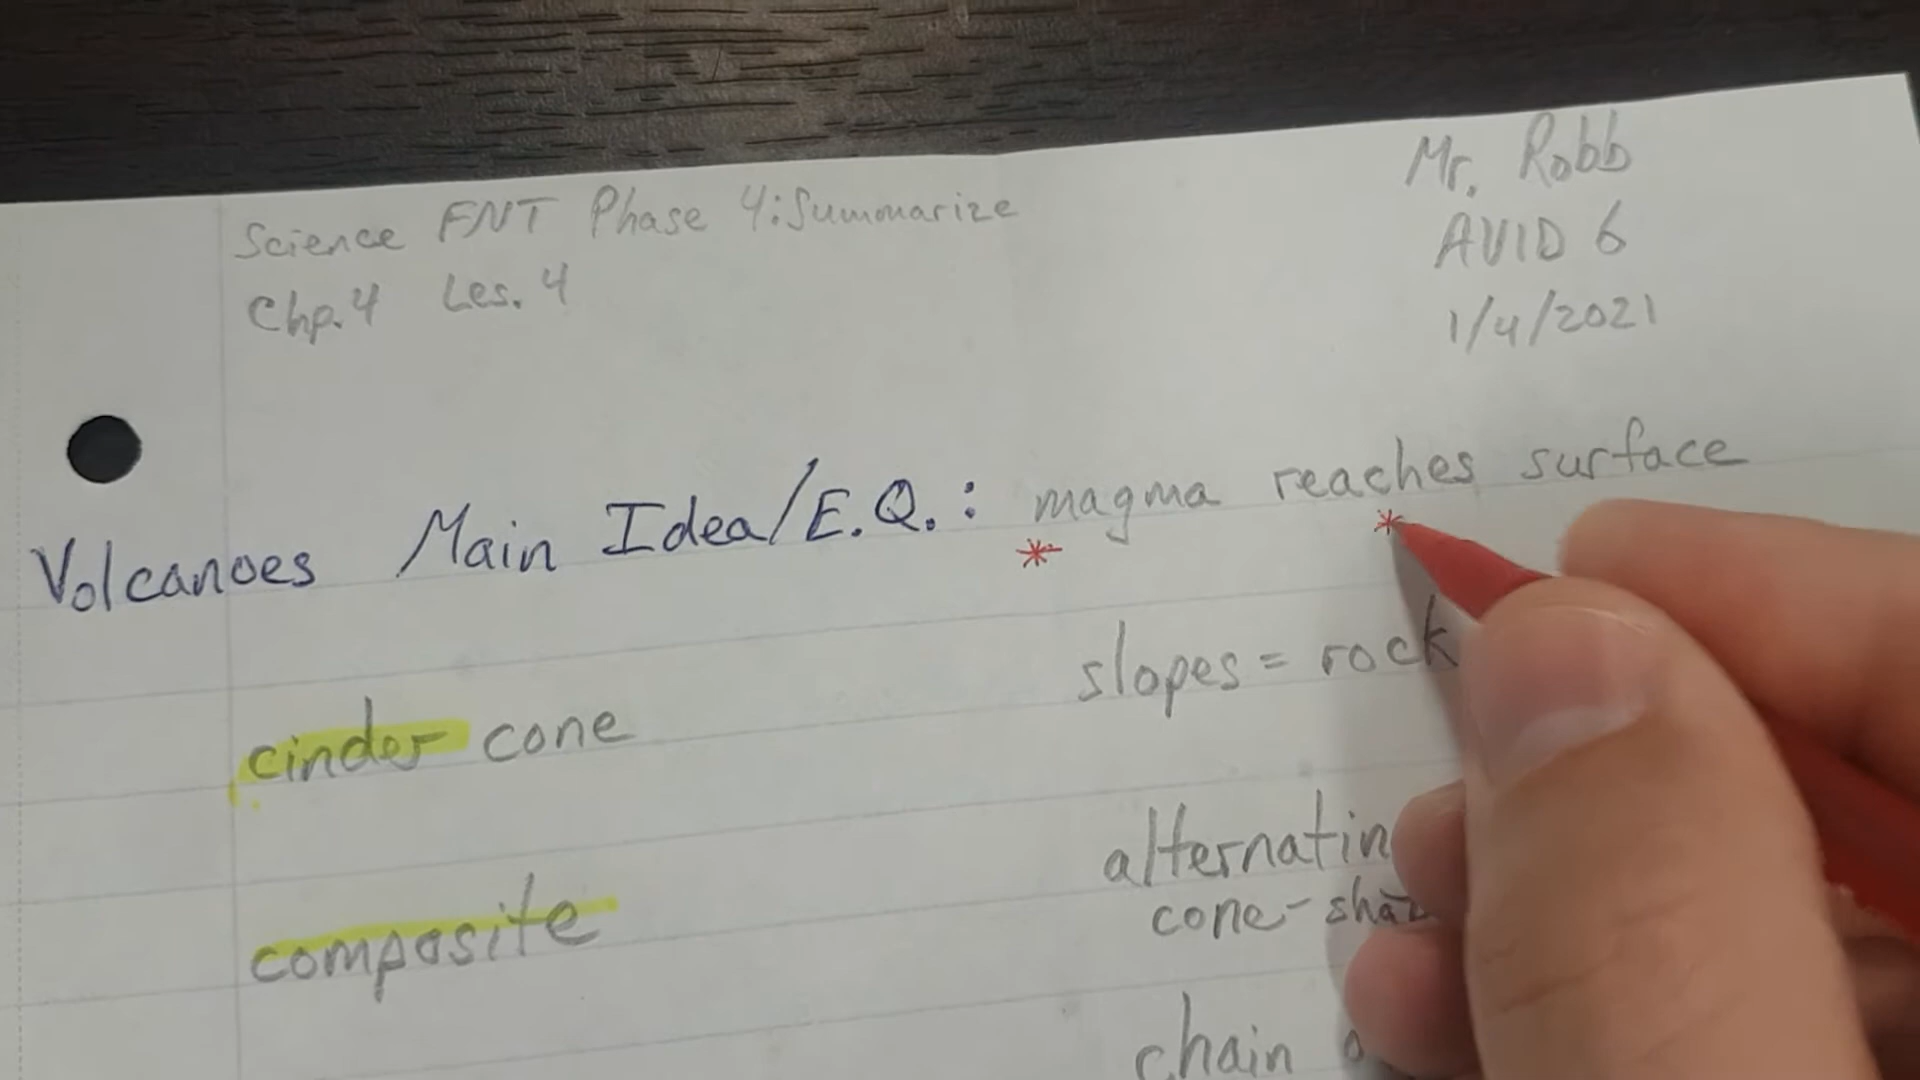 Science FNT Phase 4: Summarize
Chp. 4 Les. 4
Mr. Robb
AVID 6
1/4/2021
Volcanoes Main Idea/E.Q.: magma reaches surface
* *
cinder cone
slopes = rock
composite
alternatin
cone-sha
chain